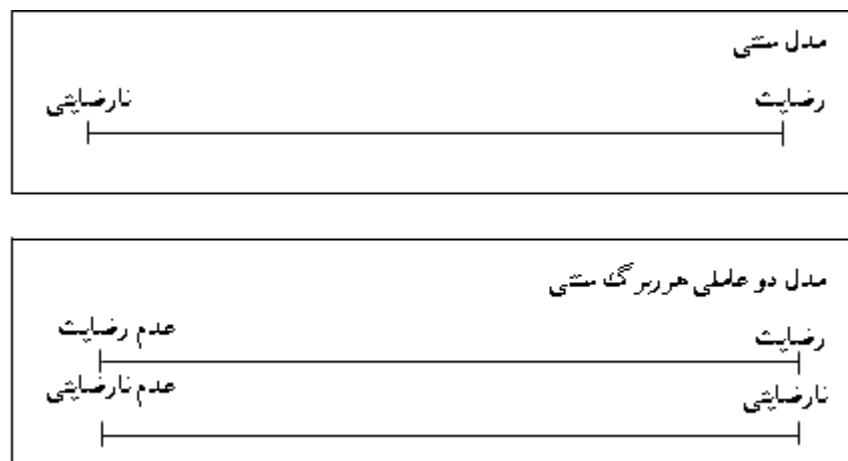 مدل سنتی
رضایت نارضایتی
مدل دو عاملی هرزبرگ سنتی
رضایت عدم رضایت
نارضایتی عدم نارضایتی